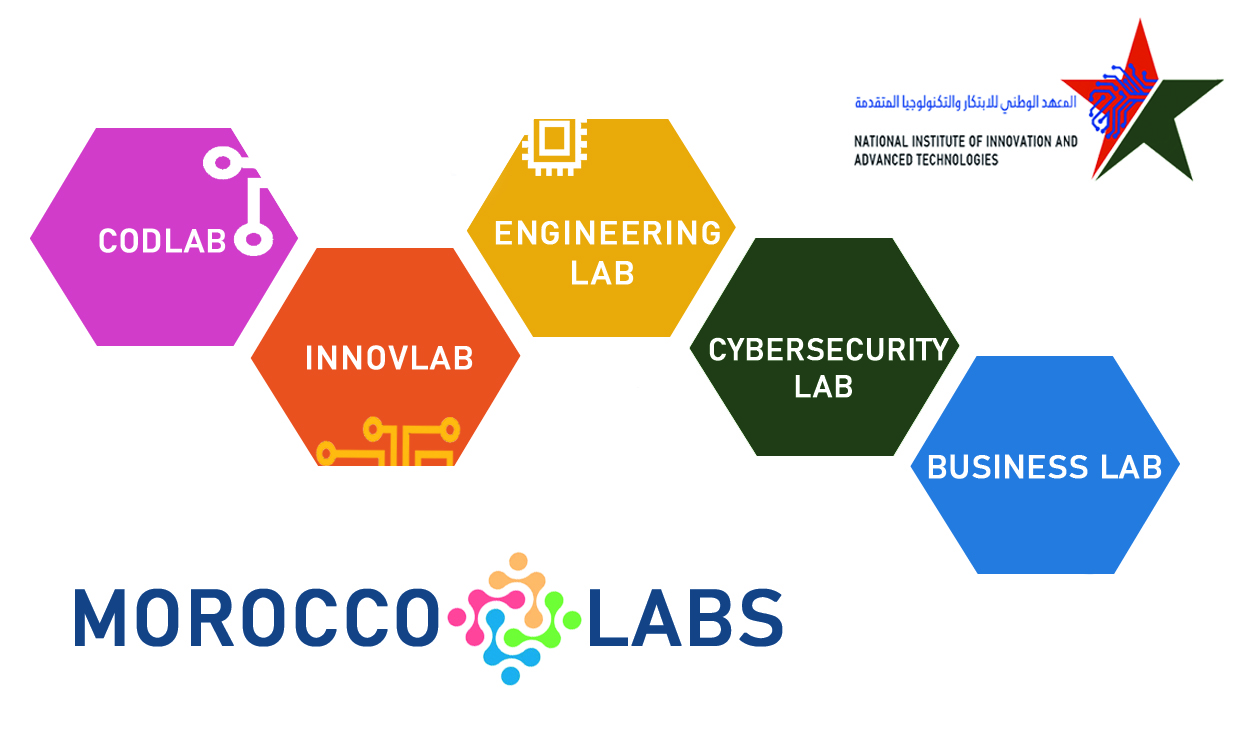 المعهد الوطني للابتكار والتكنولوجيا المتقدمة
NATIONAL INSTITUTE OF INNOVATION AND
ADVANCED TECHNOLOGIES
CODLAB
INNOVLAB
ENGINEERING
LAB
CYBERSECURITY
LAB
BUSINESS LAB
MOROCCO LABS